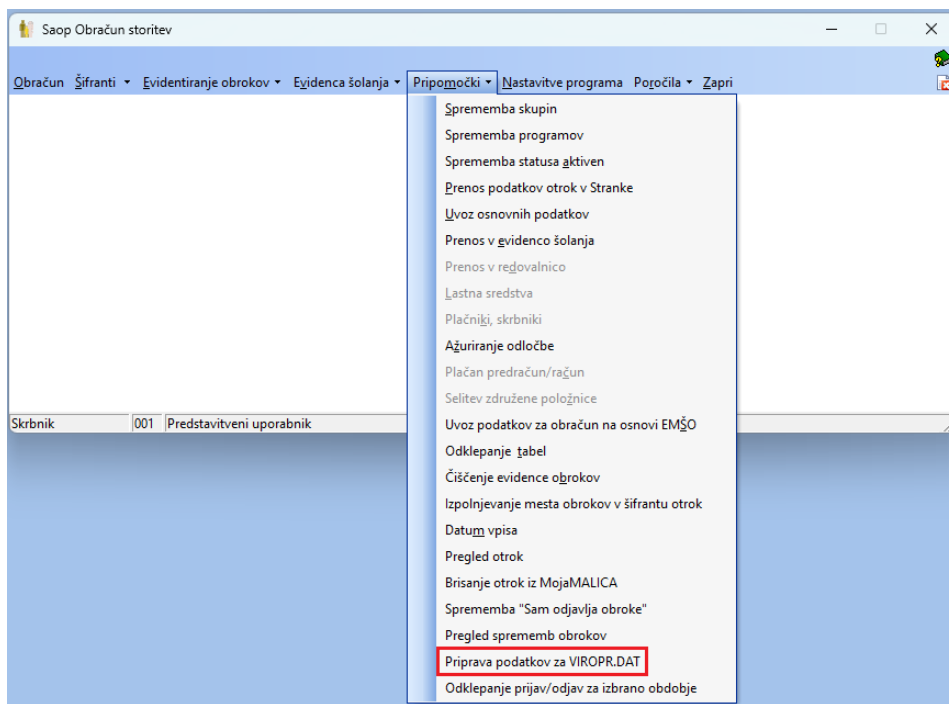 Saop Obračun storitev
Obračun Šifranti Evidentiranje obrokov Evidenca šolanja Pripomočki Nastavitve programa Poročila Zapri
Sprememba skupin
Sprememba programov
Sprememba statusa aktiven
Prenos podatkov otrok v Stranke
Uvoz osnovnih podatkov
Prenos v evidenco šolanja
Prenos v redovalnico
Lastna sredstva
Plačniki, skrbniki
Ažuriranje odločbe
Plačan predračun/račun
Selitev združene položnice
Uvoz podatkov za obračun na osnovi EMŠO
Odklepanje tabel
Čiščenje evidence obrokov
Izpolnjevanje mesta obrokov v šifrantu otrok
Datum vpisa
Pregled otrok
Brisanje otrok iz MojaMALICA
Sprememba "Sam odjavlja obroke"
Pregled sprememb obrokov
Priprava podatkov za VIROPR.DAT
Odklepanje prijav/odjav za izbrano obdobje
Skrbnik 001 Predstavitveni uporabnik